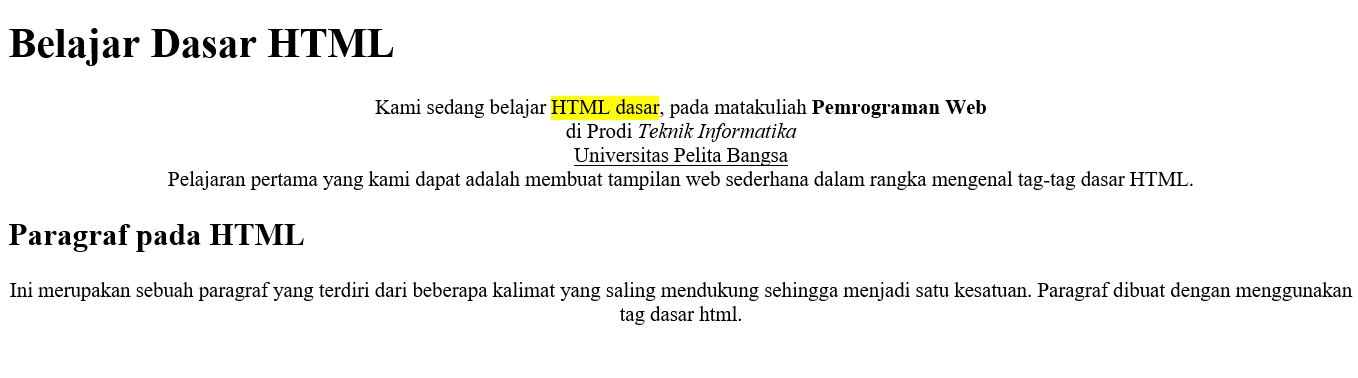 Belajar Dasar HTML
Kami sedang belajar HTML dasar, pada matakuliah Pemrograman Web
di Prodi Teknik Informatika
Universitas Pelita Bangsa
Pelajaran pertama yang kami dapat adalah membuat tampilan web sederhana dalam rangka mengenal tag-tag dasar HTML.
Paragraf pada HTML
Ini merupakan sebuah paragraf yang terdiri dari beberapa kalimat yang saling mendukung sehingga menjadi satu kesatuan. Paragraf dibuat dengan menggunakan
tag dasar html.